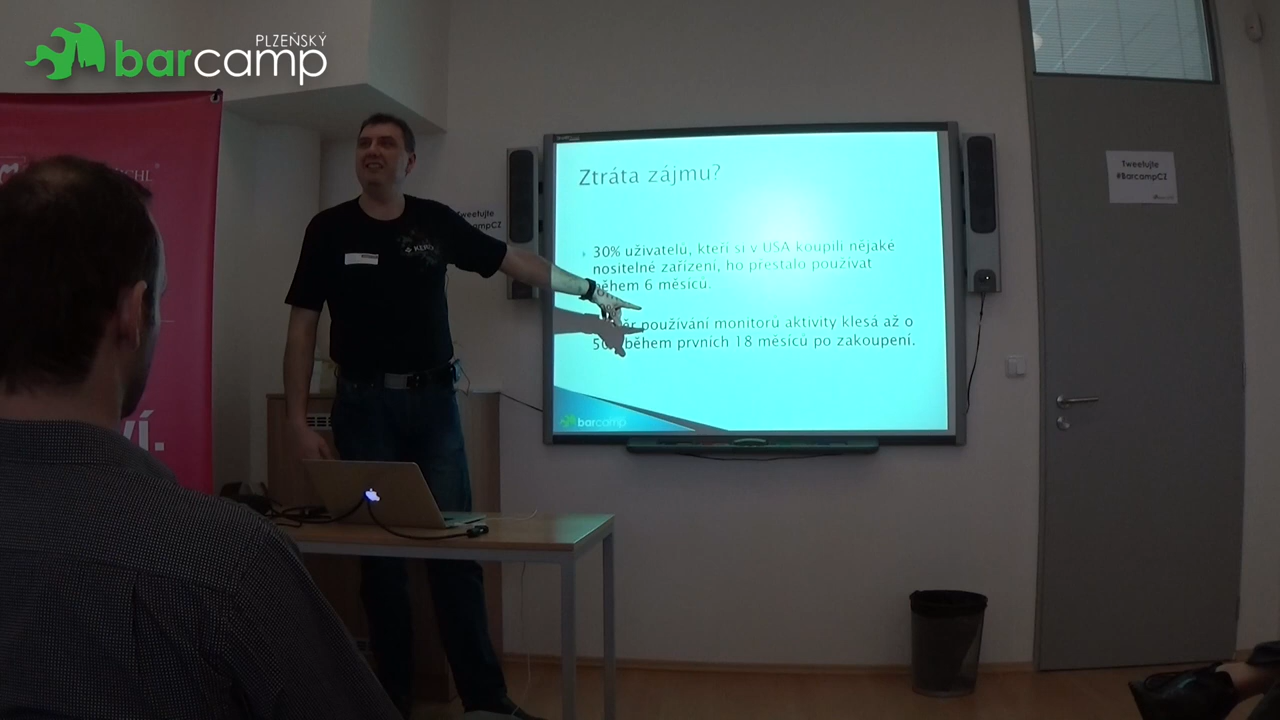 PLZEŇSKÝ
barcamp
Tweetujte
#BarcampCZ
Ztráta zájmu?
30% uživatelů, kteří si v USA koupili nějaké
nositelné zařízení, ho přestalo používat
během 6 měsíců.
používání monitorů aktivity klesá až o
během prvních 18 měsíců po zakoupení.
barcamp
ví.